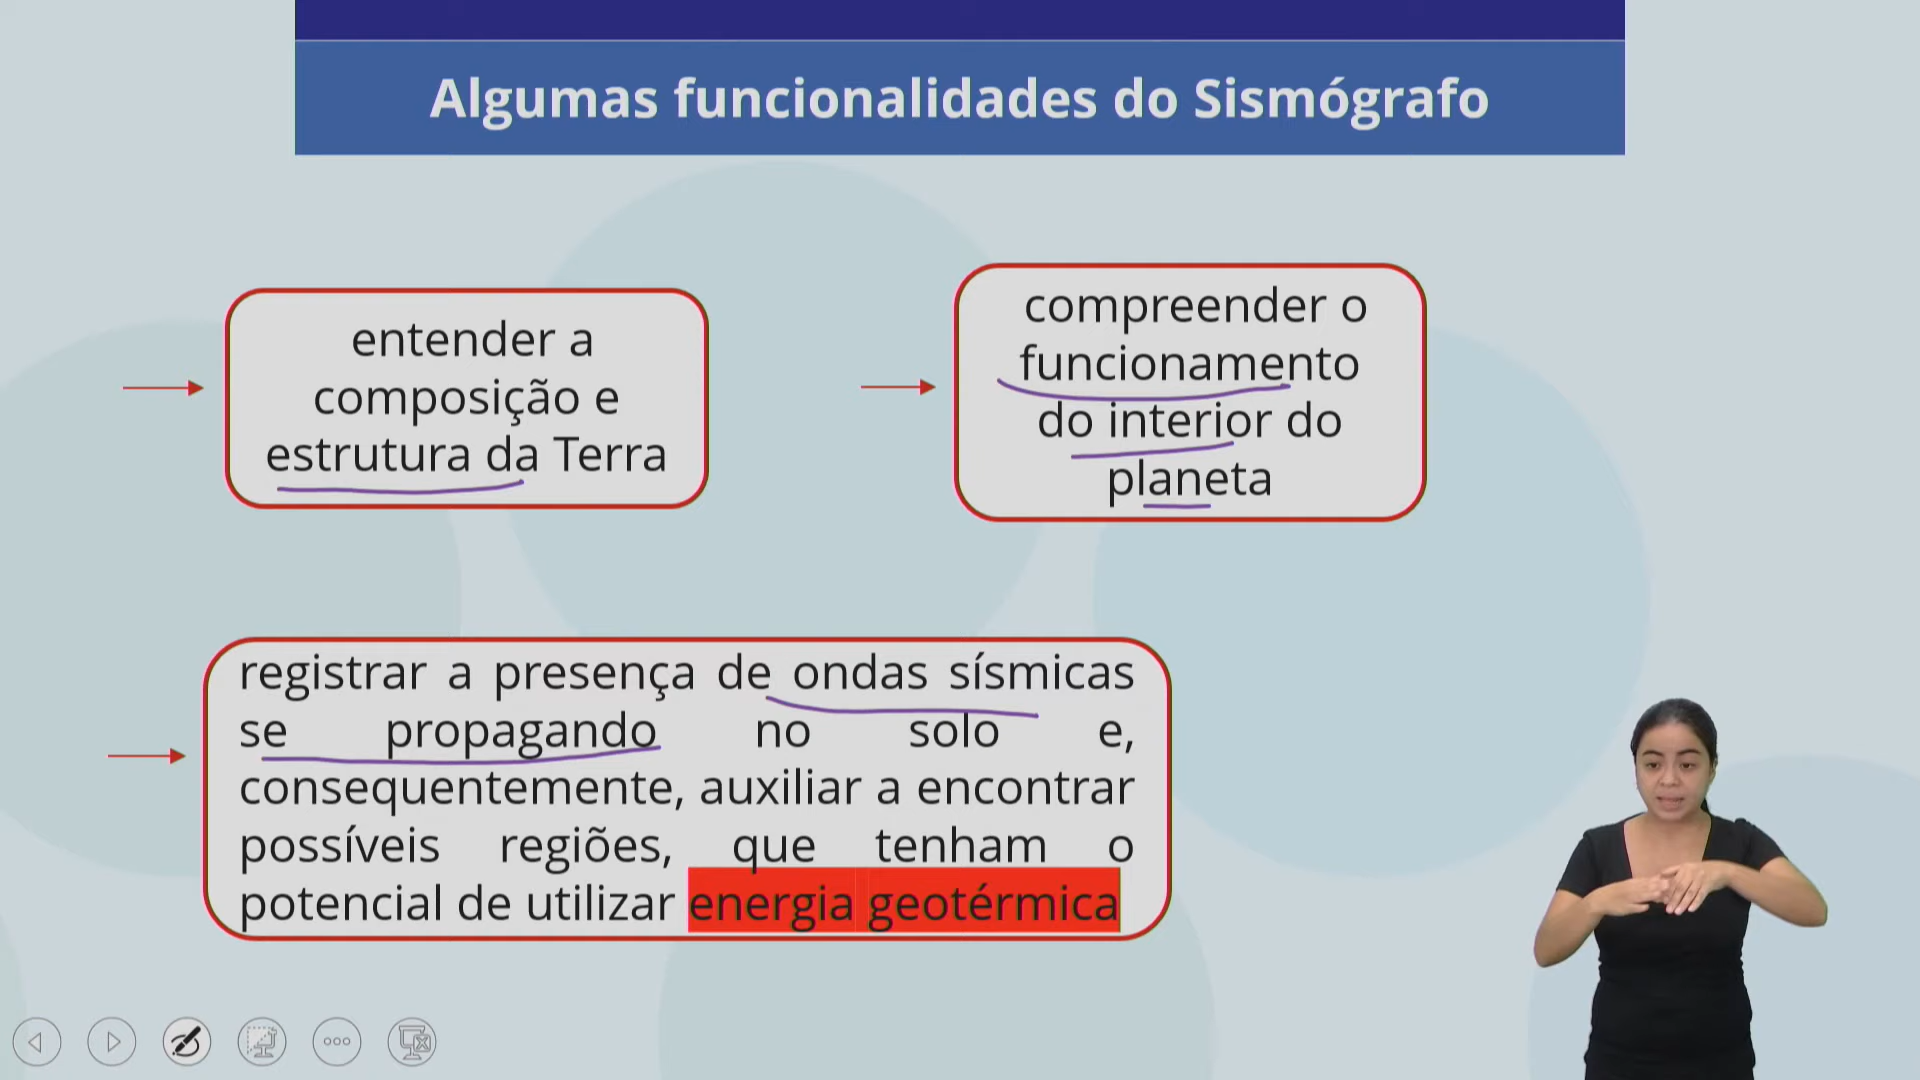 Algumas funcionalidades do Sismógrafo
entender a
composição e
estrutura da Terra
compreender o
funcionamento
do interior do
planeta
registrar a presença de ondas sísmicas
se propagando no solo e,
consequentemente, auxiliar a encontrar
possíveis regiões, que tenham o
potencial de utilizar energia geotérmica